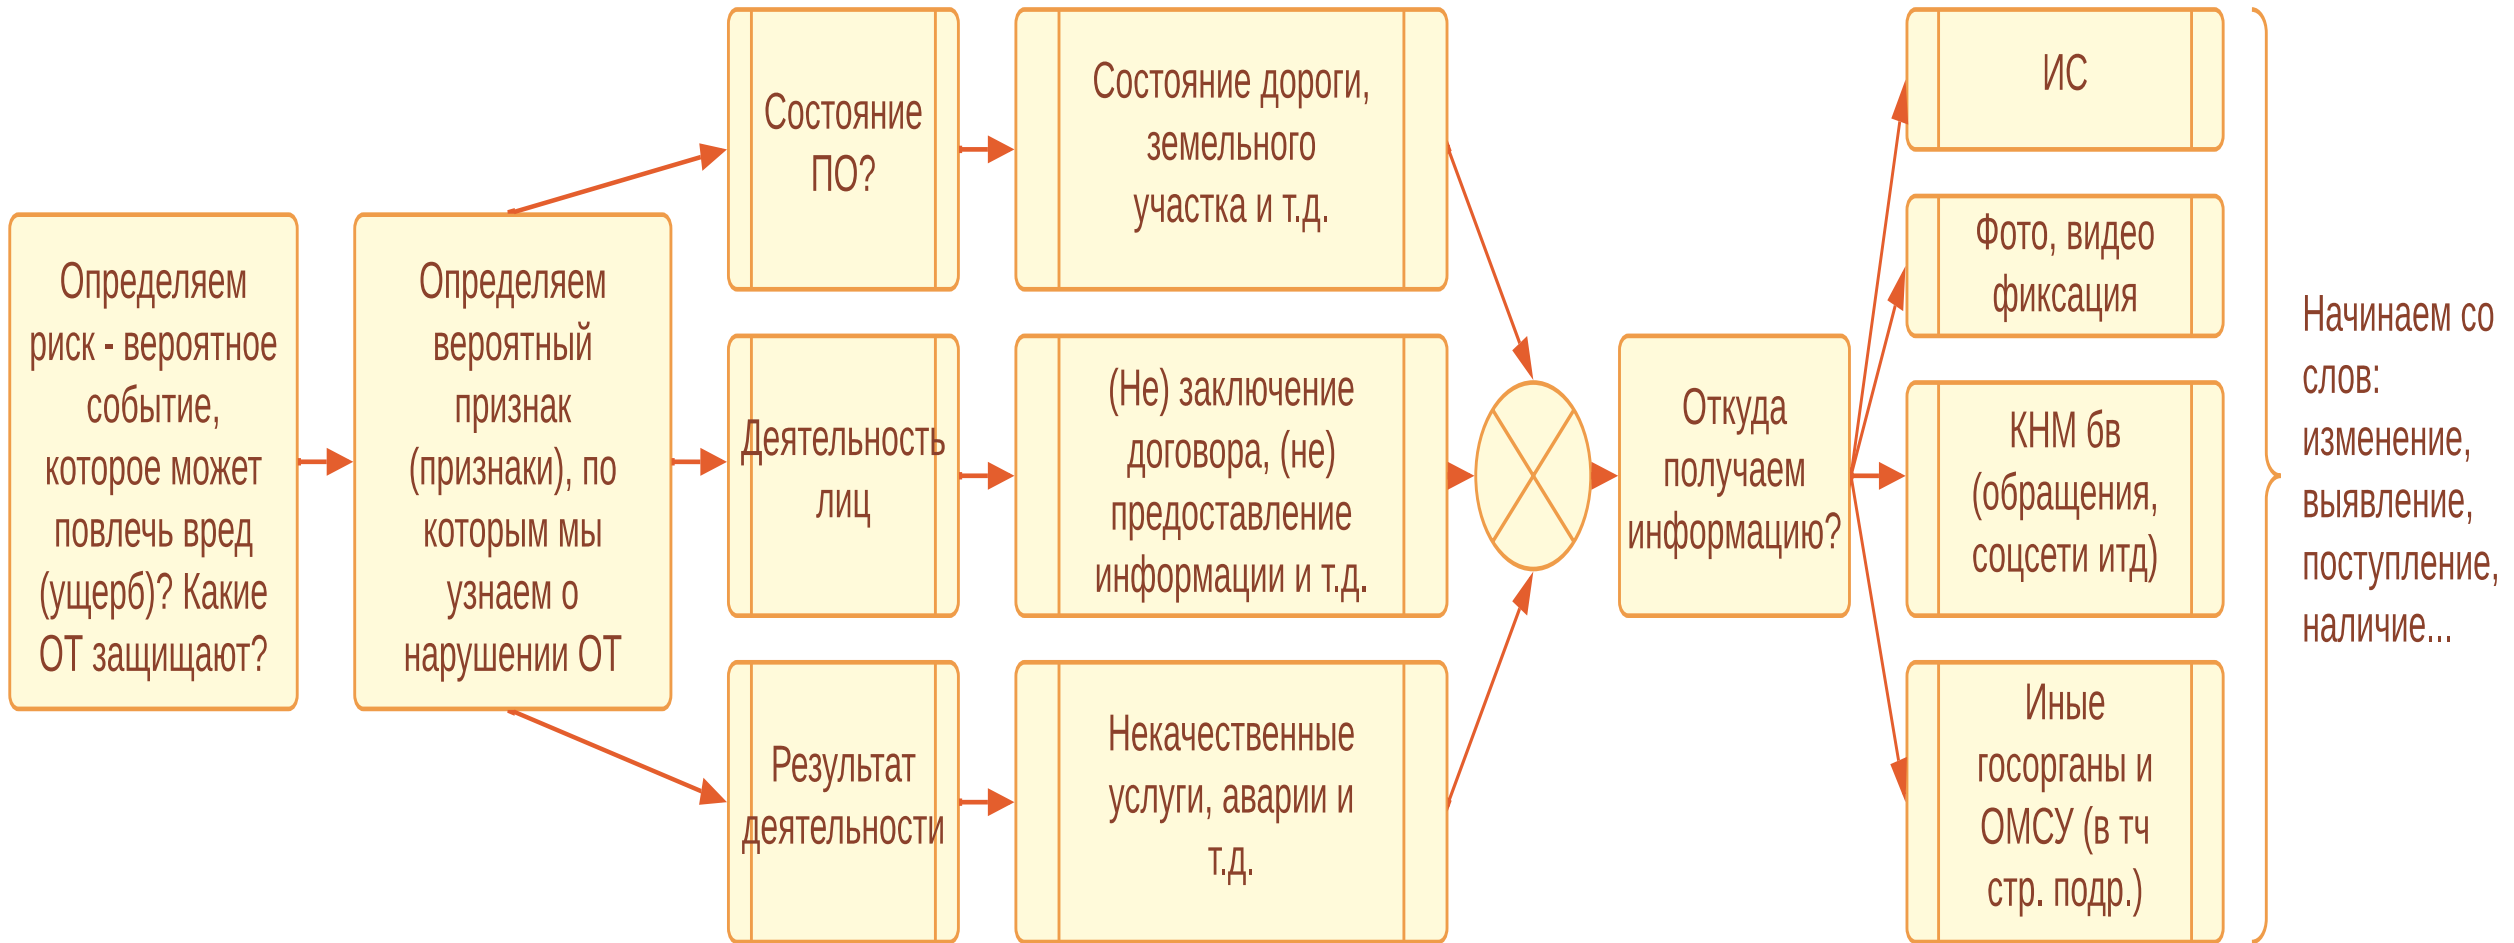 Определяем
риск - вероятное
событие,
которое может
повлечь вред
(ущерб)? Какие
ОТ защищают?
Определяем
вероятный
признак
(признаки), по
которым мы
узнаем о
нарушении ОТ
Состояние
ПО?
Состояние дороги,
земельного
участка и т.д.
Деятельность
лиц
(Не) заключение
договора, (не)
предоставление
информации и т.д.
Результат
деятельности
Некачественные
услуги, аварии и
т.д.
Откуда
получаем
информацию?
ИС
Фото, видео
фиксация
КНМ бв
(обращения,
соцсети итд)
Иные
госорганы и
ОМСУ (в тч
стр. подр.)
Начинаем со
слов:
изменение,
выявление,
поступление,
наличие...